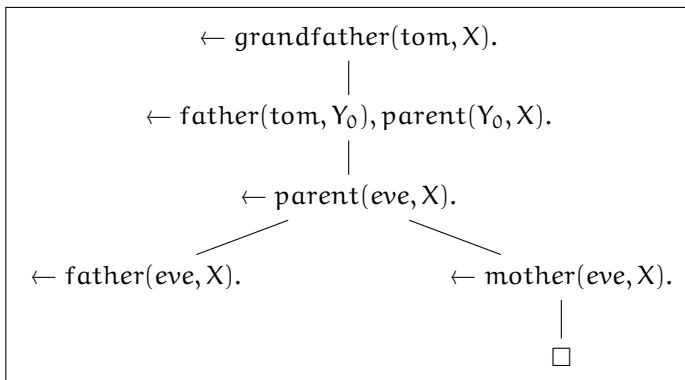 ← grandfather(tom, X).
← father(tom, Y₀), parent(Y₀, X).
← parent(eve, X).
← father(eve, X). ← mother(eve, X).
□